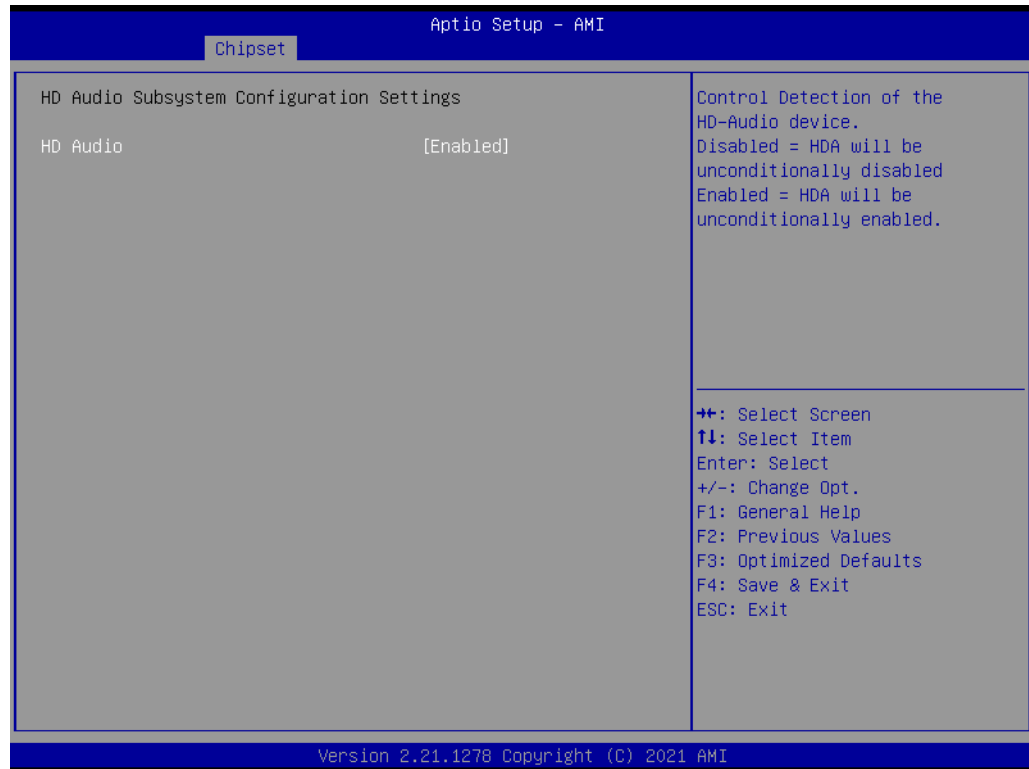 Aptio Setup – AMI
Chipset
HD Audio Subsystem Configuration Settings
HD Audio [Enabled]
Control Detection of the
HD-Audio device.
Disabled = HDA will be
unconditionally disabled
Enabled = HDA will be
unconditionally enabled.
→←: Select Screen
↑↓: Select Item
Enter: Select
+/-: Change Opt.
F1: General Help
F2: Previous Values
F3: Optimized Defaults
F4: Save & Exit
ESC: Exit
Version 2.21.1278 Copyright (C) 2021 AMI